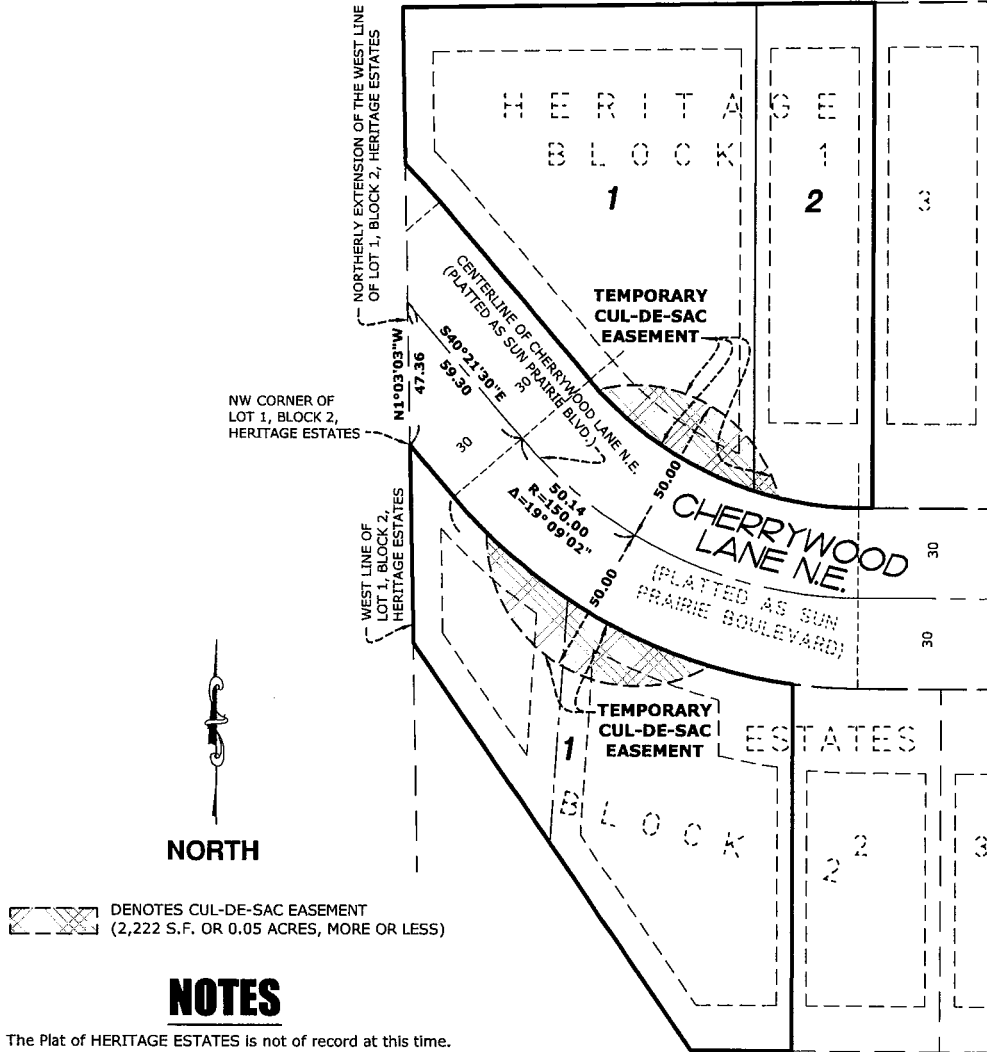 NORTHERLY EXTENSION OF THE WEST LINE
OF LOT 1, BLOCK 2, HERITAGE ESTATES
HERITAGE
BLOCK 1
1
2
3
TEMPORARY
CUL-DE-SAC
EASEMENT
CENTERLINE OF CHERRYWOOD LANE N.E.
(PLATTED AS SUN PRAIRIE BLVD.)
N1°03'03"W
47.36
S40°21'30"E
59.30
30
30
NW CORNER OF
LOT 1, BLOCK 2,
HERITAGE ESTATES
50.14
R=150.00
Δ=19°09'02"
50.00
50.00
CHERRYWOOD
LANE N.E.
(PLATTED AS SUN
PRAIRIE BOULEVARD)
30
30
WEST LINE OF
LOT 1, BLOCK 2,
HERITAGE ESTATES
TEMPORARY
CUL-DE-SAC
EASEMENT
ESTATES
1
BLOCK
2
2
3
NORTH
DENOTES CUL-DE-SAC EASEMENT
(2,222 S.F. OR 0.05 ACRES, MORE OR LESS)
NOTES
The Plat of HERITAGE ESTATES is not of record at this time.